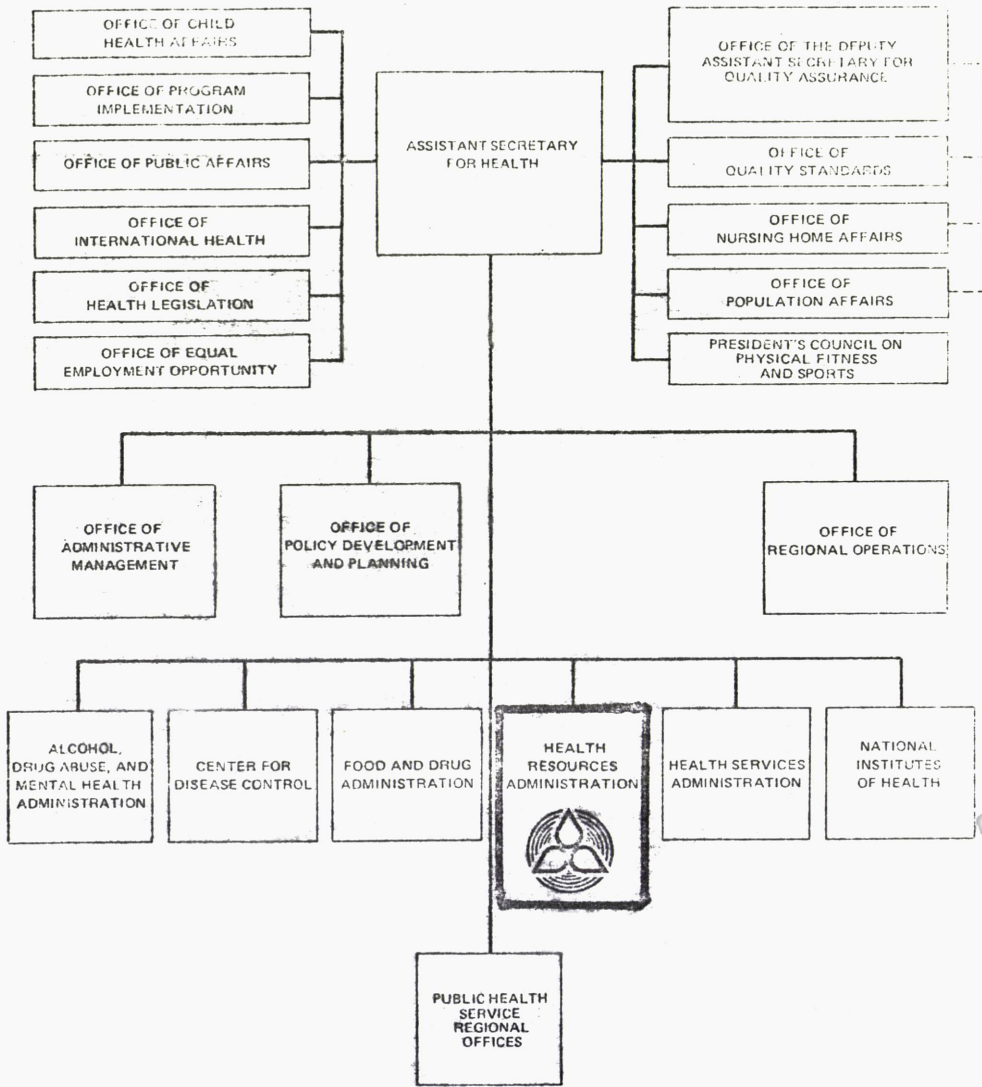 OFFICE OF CHILD
HEALTH AFFAIRS
OFFICE OF PROGRAM
IMPLEMENTATION
OFFICE OF PUBLIC AFFAIRS
OFFICE OF
INTERNATIONAL HEALTH
OFFICE OF
HEALTH LEGISLATION
OFFICE OF EQUAL
EMPLOYMENT OPPORTUNITY
ASSISTANT SECRETARY
FOR HEALTH
OFFICE OF THE DEPUTY
ASSISTANT SECRETARY FOR
QUALITY ASSURANCE
OFFICE OF
QUALITY STANDARDS
OFFICE OF
NURSING HOME AFFAIRS
OFFICE OF
POPULATION AFFAIRS
PRESIDENT'S COUNCIL ON
PHYSICAL FITNESS
AND SPORTS
OFFICE OF
ADMINISTRATIVE
MANAGEMENT
OFFICE OF
POLICY DEVELOPMENT
AND PLANNING
OFFICE OF
REGIONAL OPERATIONS
ALCOHOL,
DRUG ABUSE, AND
MENTAL HEALTH
ADMINISTRATION
CENTER FOR
DISEASE CONTROL
FOOD AND DRUG
ADMINISTRATION
HEALTH
RESOURCES
ADMINISTRATION
HEALTH SERVICES
ADMINISTRATION
NATIONAL
INSTITUTES
OF HEALTH
PUBLIC HEALTH
SERVICE
REGIONAL
OFFICES